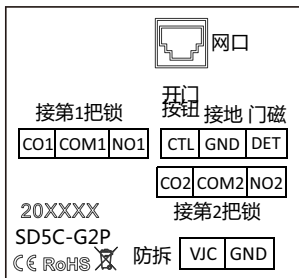 网口
开门
按钮 接地 门磁
接第1把锁
CO1 COM1 NO1
CTL GND DET
CO2 COM2 NO2
接第2把锁
20XXXX
SD5C-G2P
CE RoHS
防拆 VJC GND